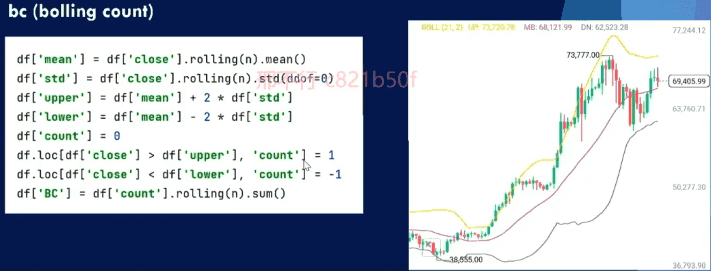 bc (bolling count)
df['mean'] = df['close'].rolling(n).mean()
df['std'] = df['close'].rolling(n).std(ddof=0)
df['upper'] = df['mean'] + 2 * df['std']
df['lower'] = df['mean'] - 2 * df['std']
df['count'] = 0
df.loc[df['close'] > df['upper'], 'count'] = 1
df.loc[df['close'] < df['lower'], 'count'] = -1
df['BC'] = df['count'].rolling(n).sum()
c821b50f
BOLL (21, 2) UP: 73,720.78 MB: 68,121.99 DN: 62,523.28
77,244.12
73,777.00
69,405.99
63,760.71
50,277.30
38,555.00
36,793.90